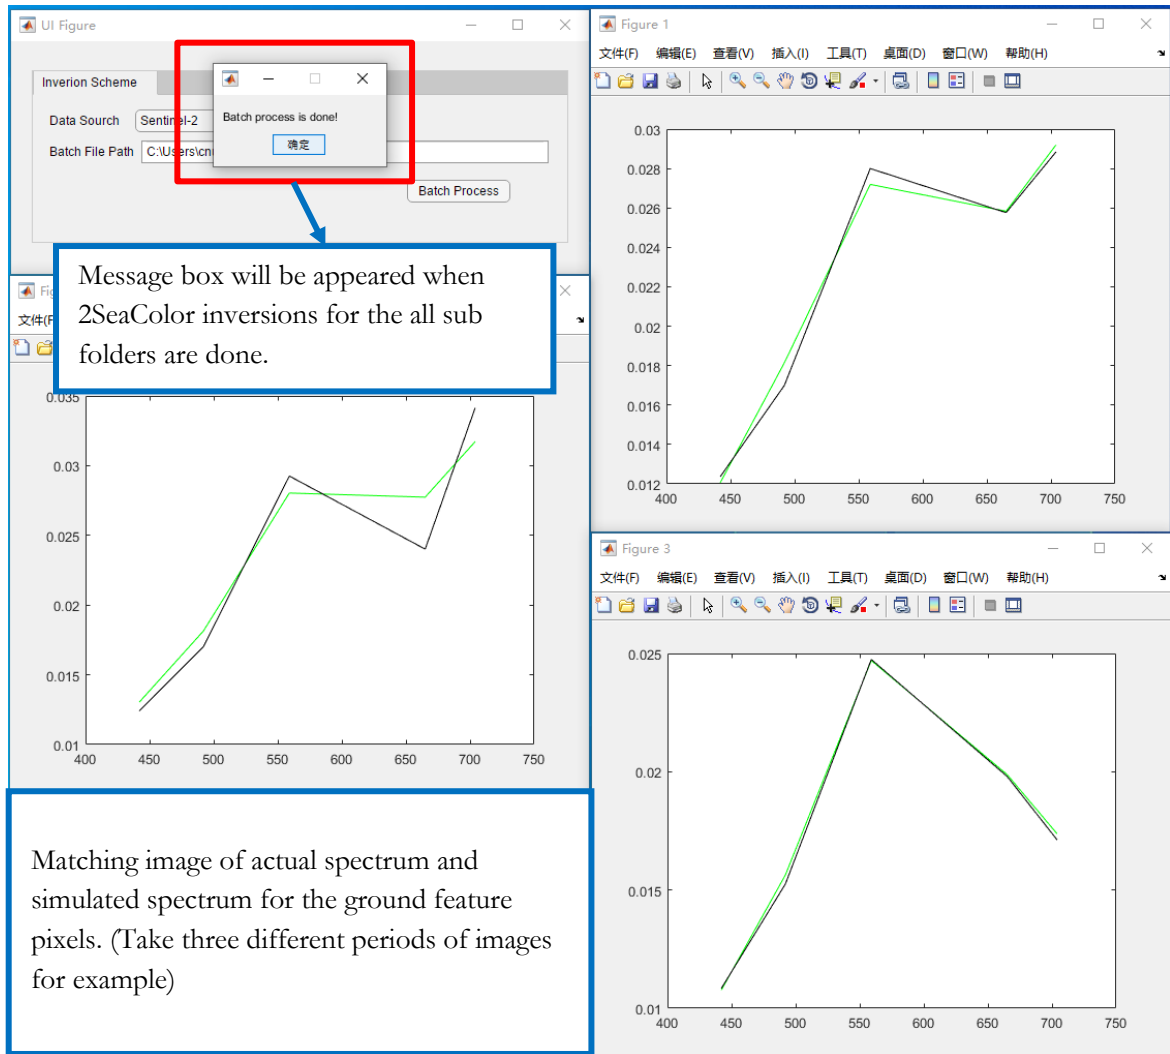 UI Figure
Inverion Scheme
Data Sourch
Sentinel-2
Batch File Path
C:\Users\cn
Batch Process
Batch process is done!
确定
Message box will be appeared when
2SeaColor inversions for the all sub
folders are done.
Figure 1
文件(F) 编辑(E) 查看(V) 插入(I) 工具(T) 桌面(D) 窗口(W) 帮助(H)
0.03
0.028
0.026
0.024
0.022
0.02
0.018
0.016
0.014
0.012
400 450 500 550 600 650 700 750
Fig
文件(F
0.035
0.03
0.025
0.02
0.015
0.01
400 450 500 550 600 650 700 750
Figure 3
文件(F) 编辑(E) 查看(V) 插入(I) 工具(T) 桌面(D) 窗口(W) 帮助(H)
0.025
0.02
0.015
0.01
400 450 500 550 600 650 700 750
Matching image of actual spectrum and
simulated spectrum for the ground feature
pixels. (Take three different periods of images
for example)